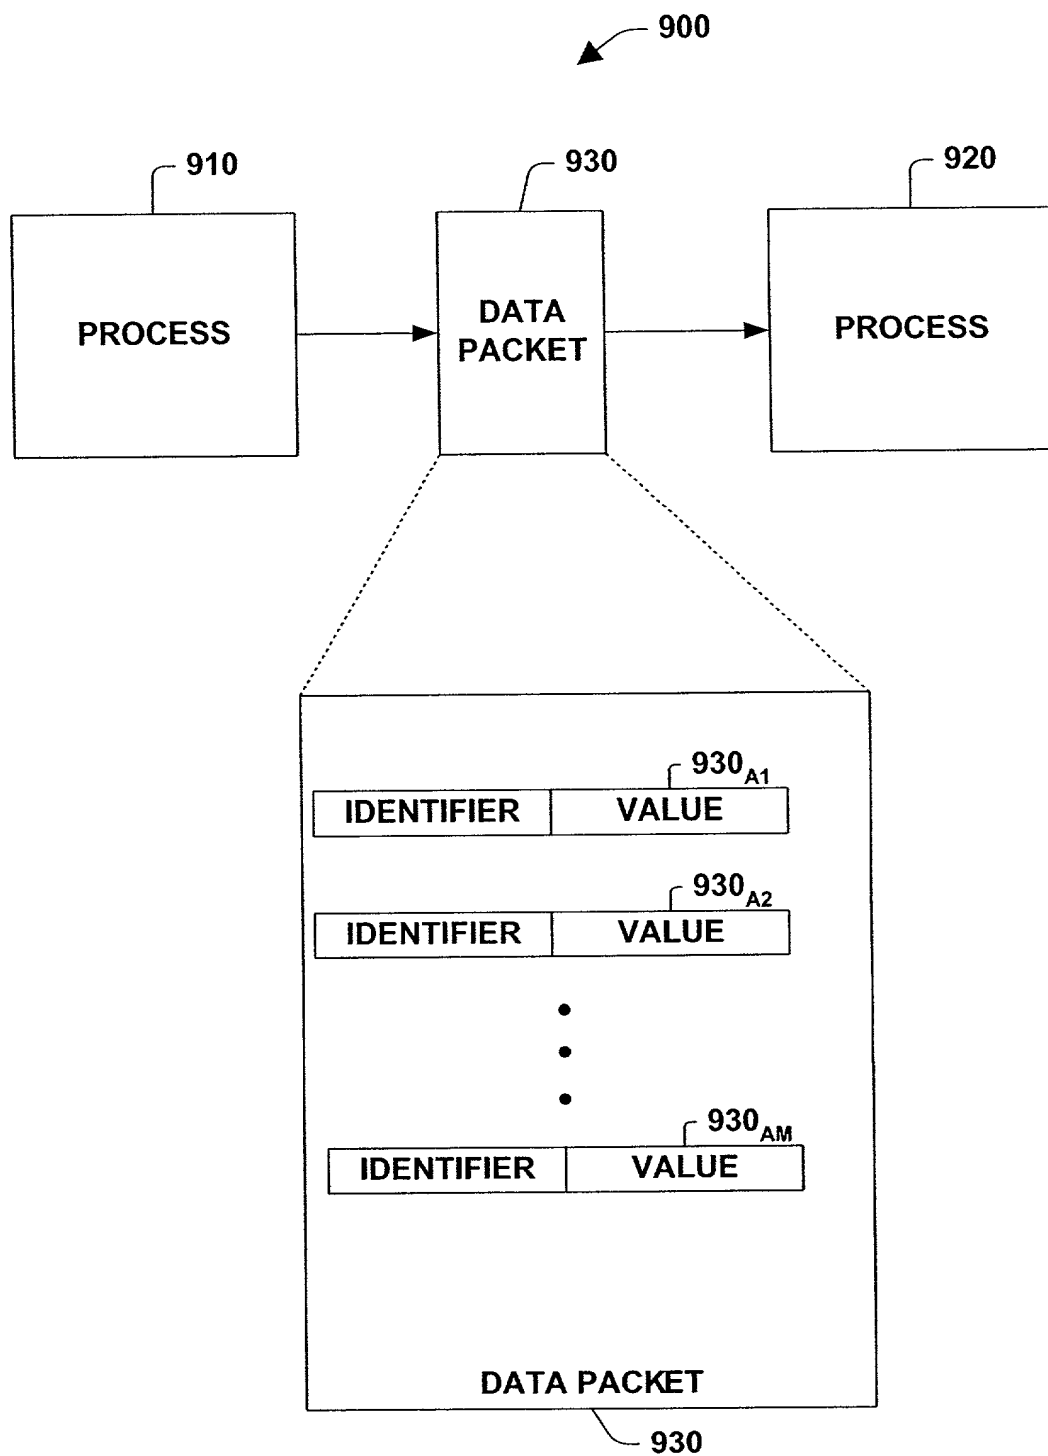 900
910
930
920
PROCESS
DATA
PACKET
PROCESS
930A1
IDENTIFIER VALUE
930A2
IDENTIFIER VALUE
930AM
IDENTIFIER VALUE
DATA PACKET
930